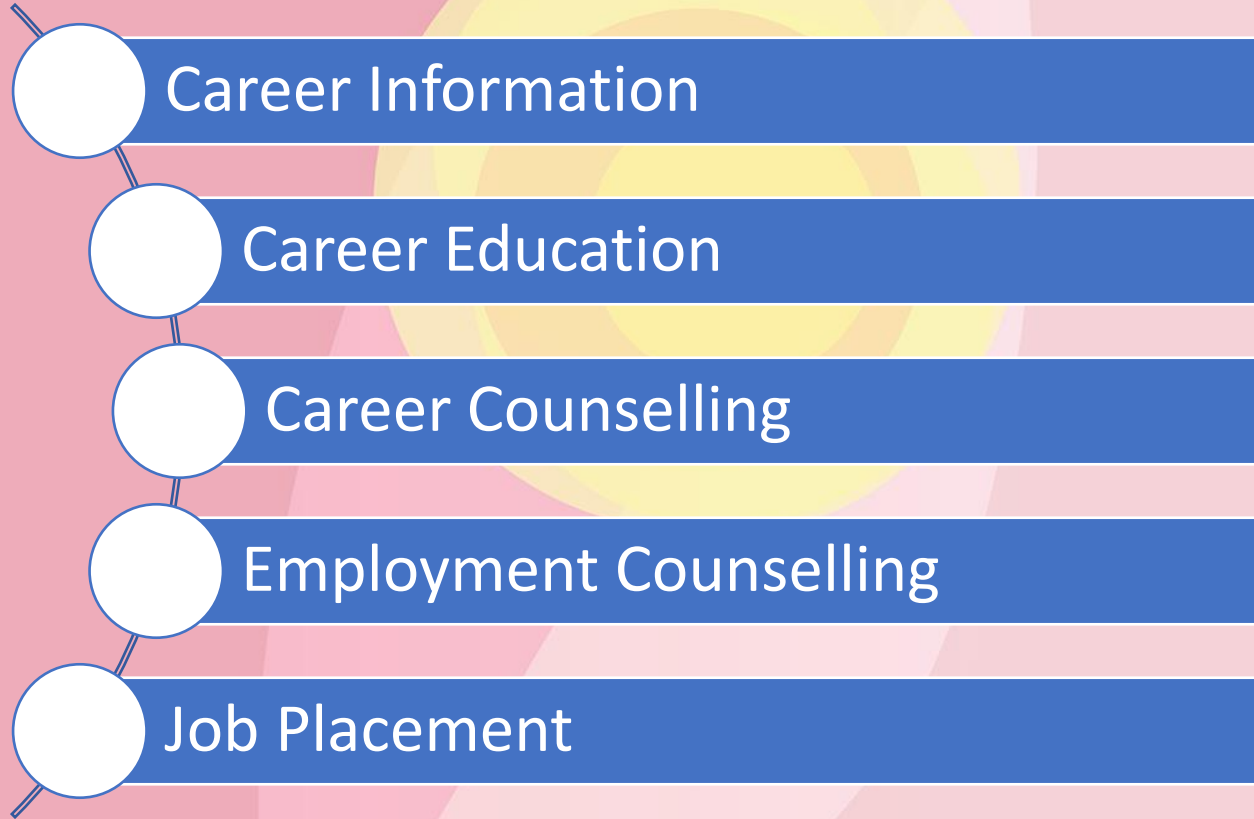 Career Information
Career Education
Career Counselling
Employment Counselling
Job Placement